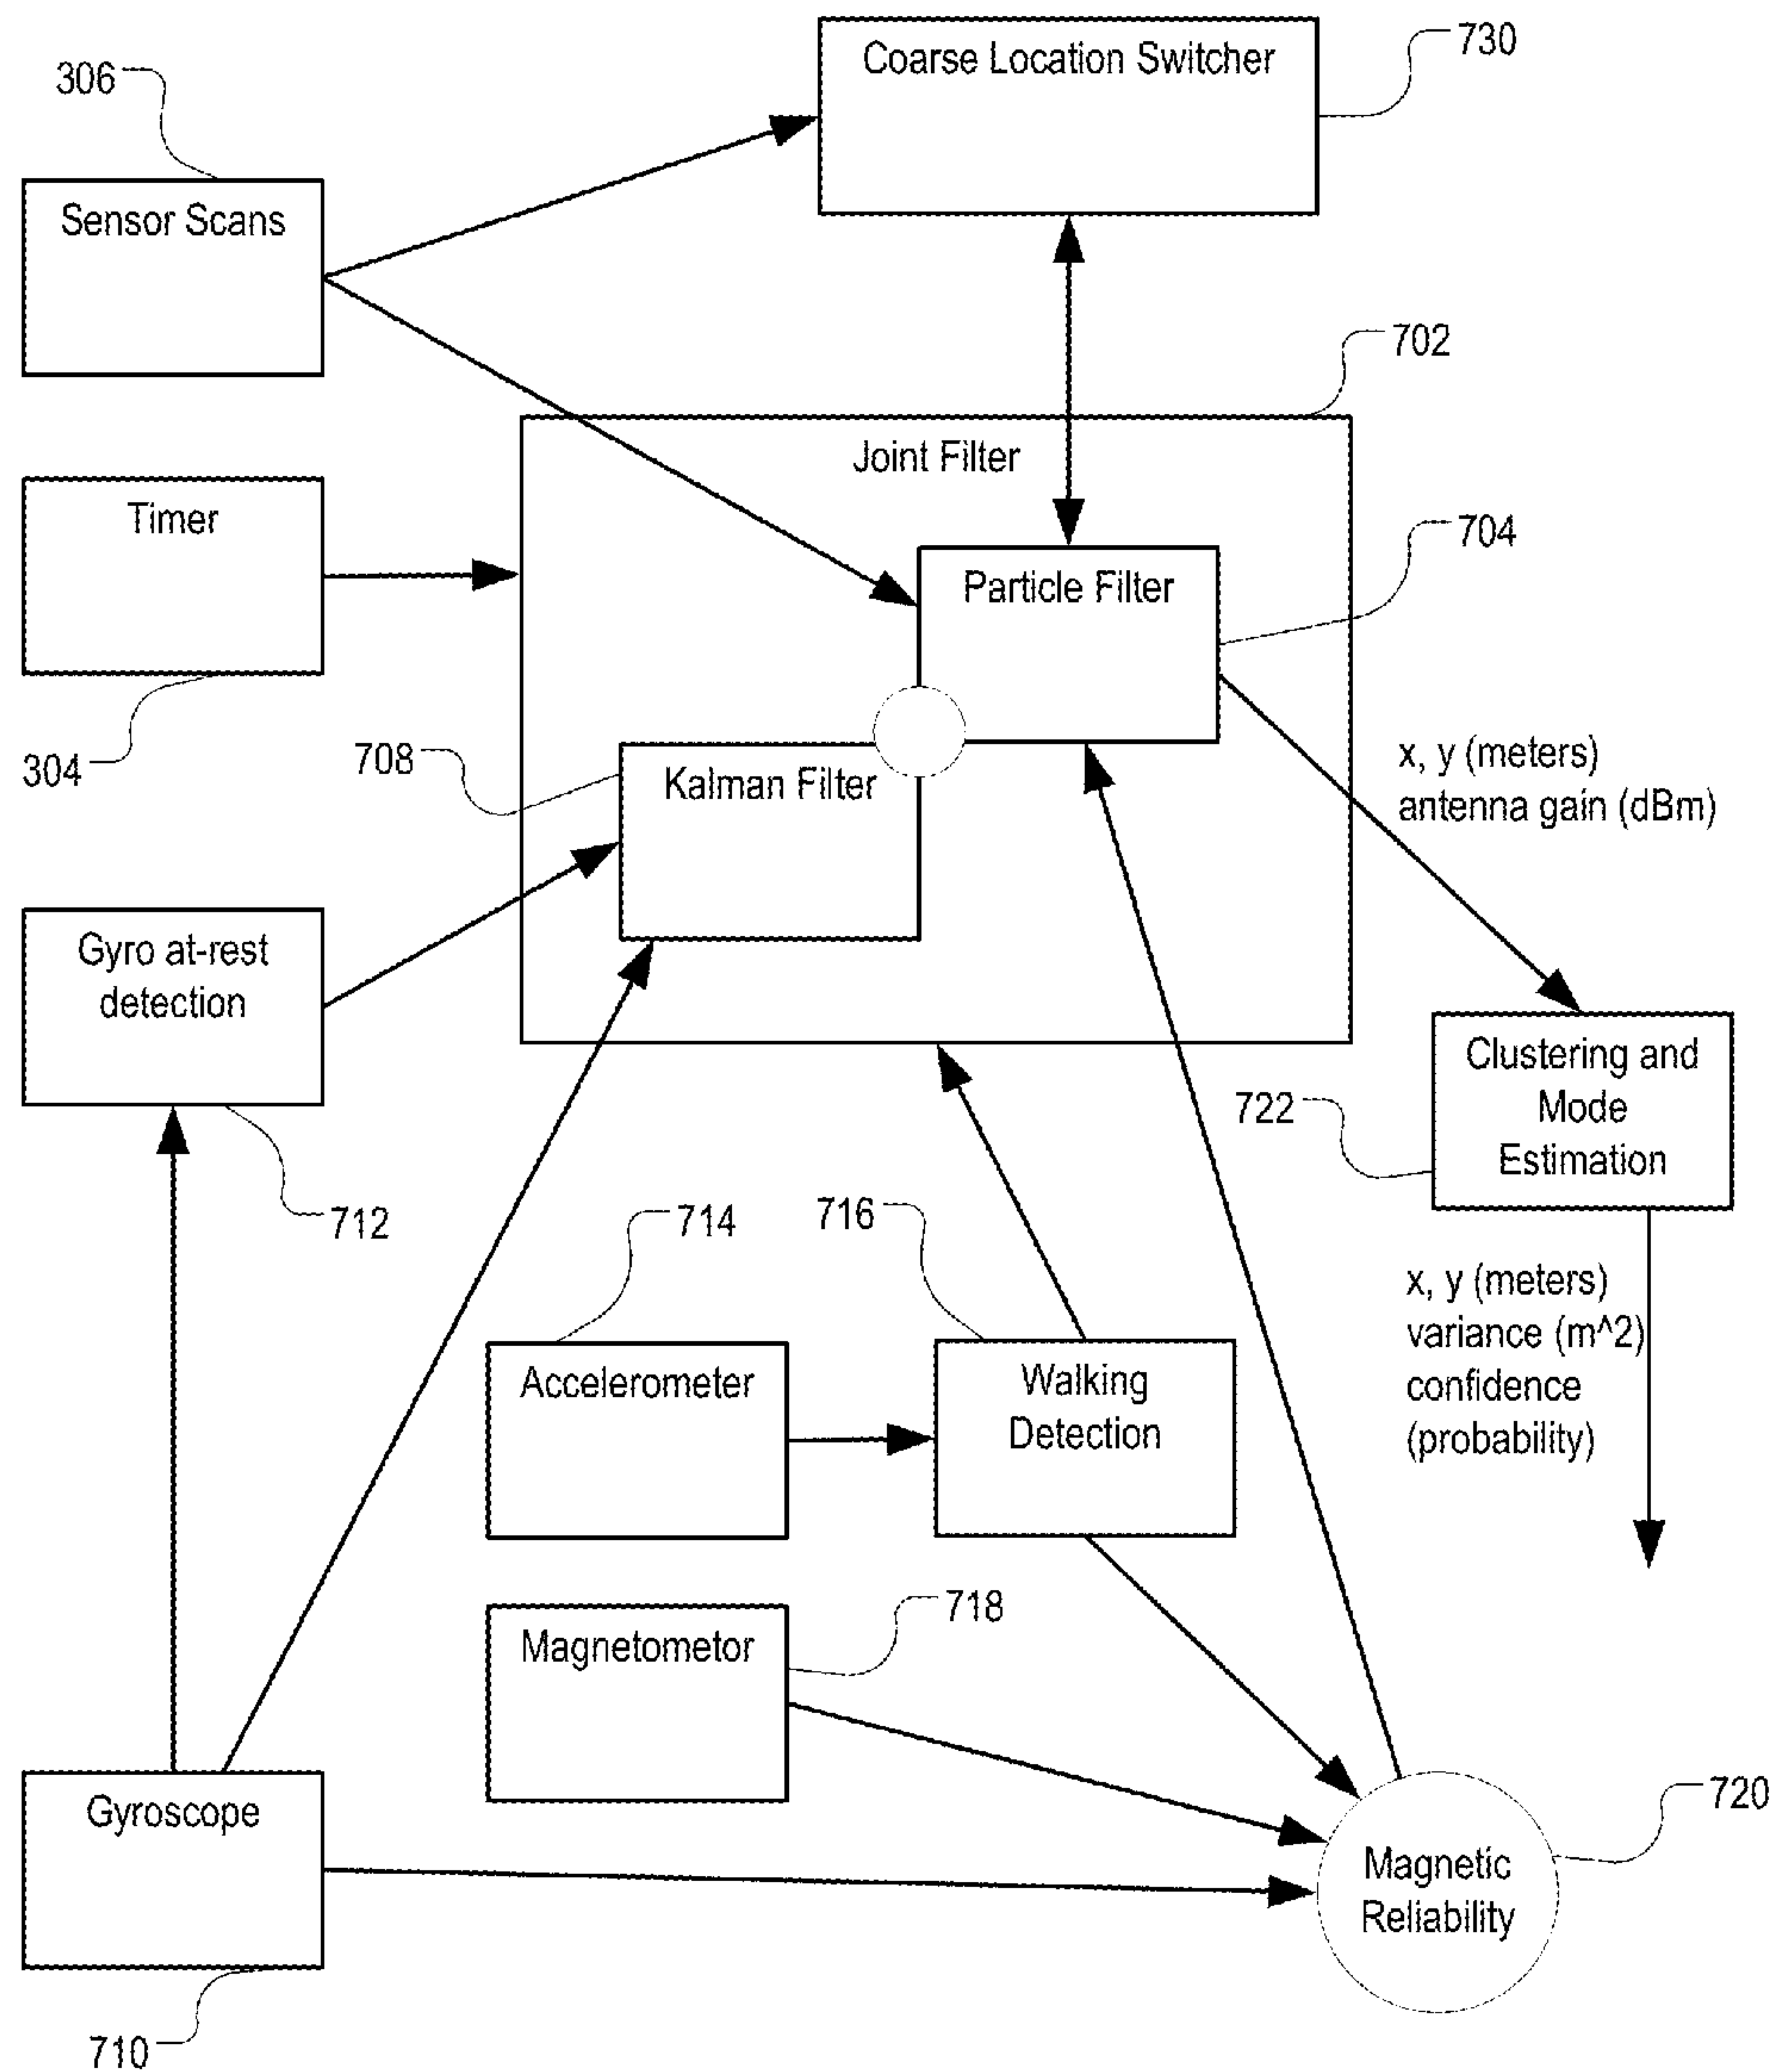 Coarse Location Switcher
730
306
Sensor Scans
702
Joint Filter
Timer
704
Particle Filter
304
708
Kalman Filter
x, y (meters)
antenna gain (dBm)
Gyro at-rest
detection
Clustering and
Mode
Estimation
722
712
714
716
x, y (meters)
variance (m^2)
confidence
(probability)
Accelerometer
Walking
Detection
718
Magnetometor
Gyroscope
720
Magnetic
Reliability
710